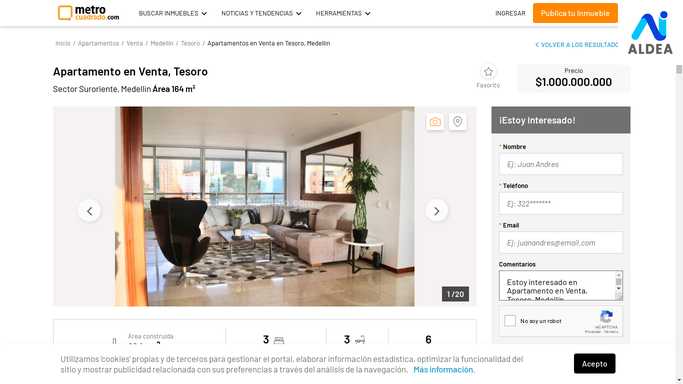 metro
cuadrado.com
BUSCAR INMUEBLES
NOTICIAS Y TENDENCIAS
HERRAMIENTAS
INGRESAR
Publica tu Inmueble
ALDEA
Inicio / Apartamentos / Venta / Medellín / Tesoro / Apartamentos en Venta en Tesoro, Medellín
< VOLVER A LOS RESULTADO
Apartamento en Venta, Tesoro
Sector Suroriente, Medellín Área 164 m²
Favorito
Precio
$1.000.000.000
1 / 20
¡Estoy Interesado!
* Nombre
Ej: Juan Andres
* Teléfono
Ej: 322*******
* Email
Ej: juanandres@email.com
Comentarios
Estoy interesado en
Apartamento en Venta,
Tesoro, Medellín
No soy un robot
reCAPTCHA
Privacidad - Términos
Área construida
3
3
6
Utilizamos 'cookies' propias y de terceros para gestionar el portal, elaborar información estadística, optimizar la funcionalidad del
sitio y mostrar publicidad relacionada con sus preferencias a través del análisis de la navegación. Más información.
Acepto